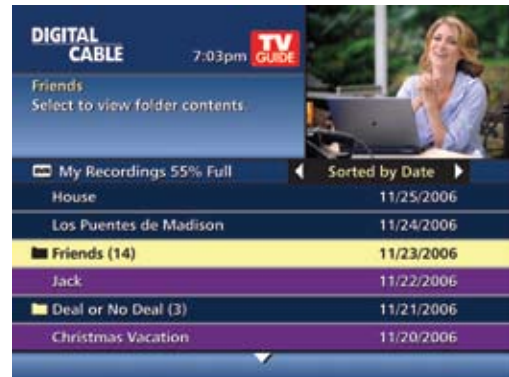 DIGITAL
CABLE
7:03pm
TV
GUIDE
Friends
Select to view folder contents.
My Recordings 55% Full
Sorted by Date
House 11/25/2006
Los Puentes de Madison 11/24/2006
Friends (14) 11/23/2006
Jack 11/22/2006
Deal or No Deal (3) 11/21/2006
Christmas Vacation 11/20/2006